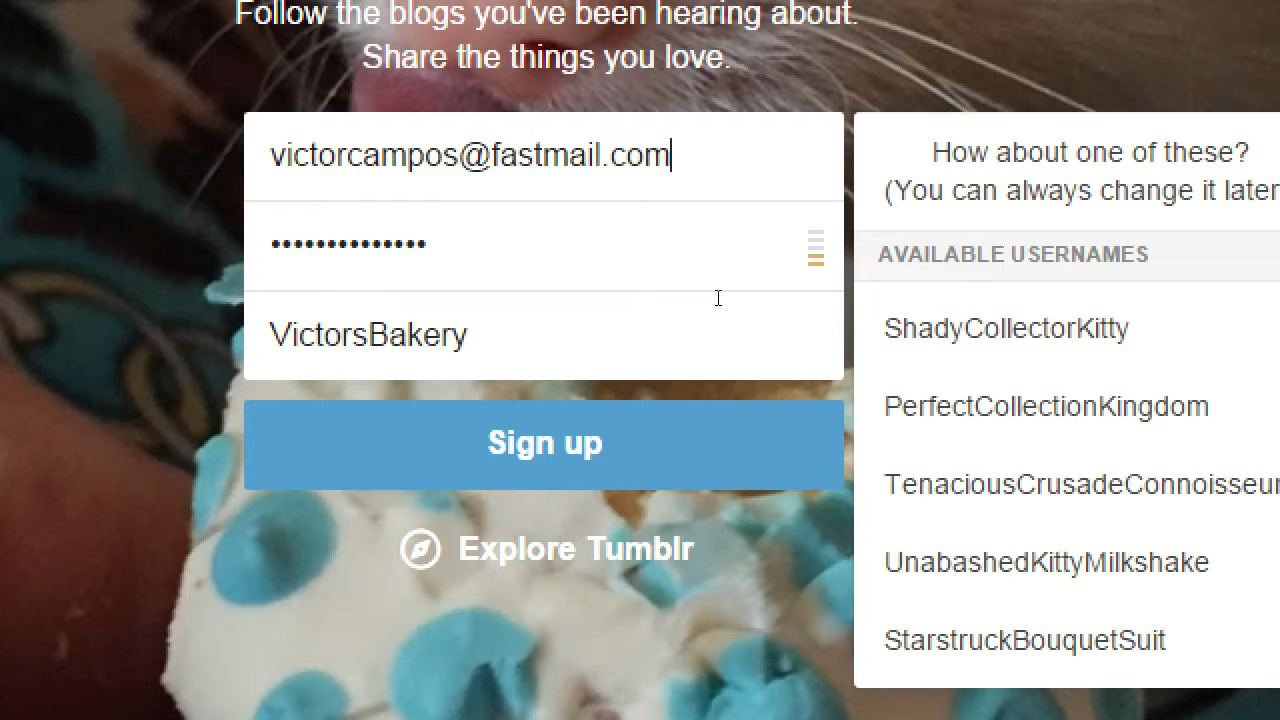 Follow the blogs you've been hearing about.
Share the things you love.
victorcampos@fastmail.com
••••••••••••••
VictorsBakery
Sign up
Explore Tumblr
How about one of these?
(You can always change it later
AVAILABLE USERNAMES
ShadyCollectorKitty
PerfectCollectionKingdom
TenaciousCrusadeConnoisseur
UnabashedKittyMilkshake
StarstruckBouquetSuit